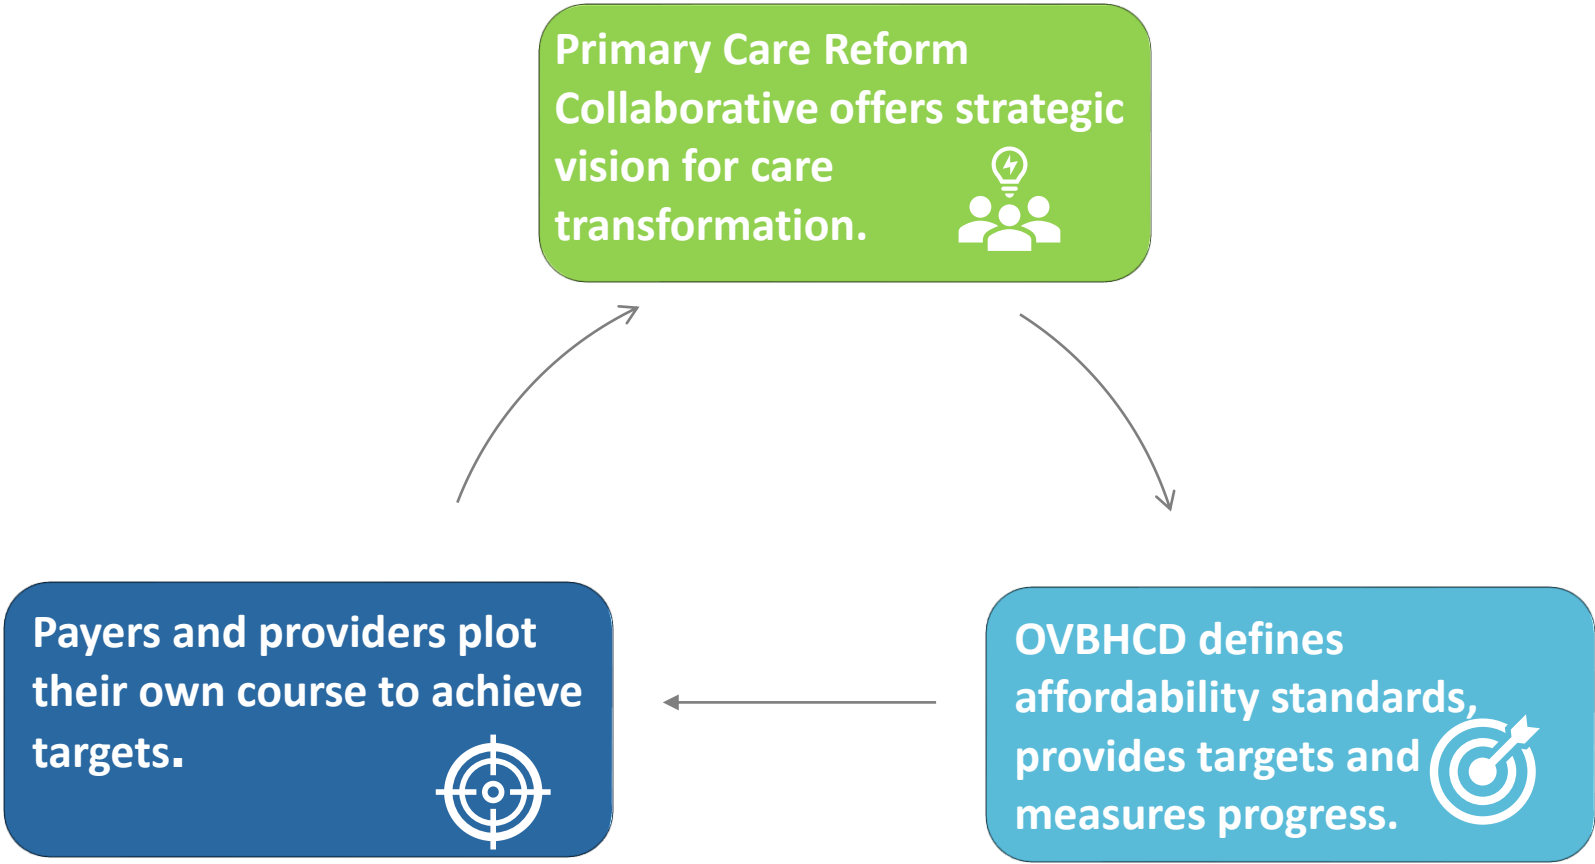 Primary Care Reform
Collaborative offers strategic
vision for care
transformation.
Payers and providers plot
their own course to achieve
targets.
OVBHCD defines
affordability standards,
provides targets and
measures progress.